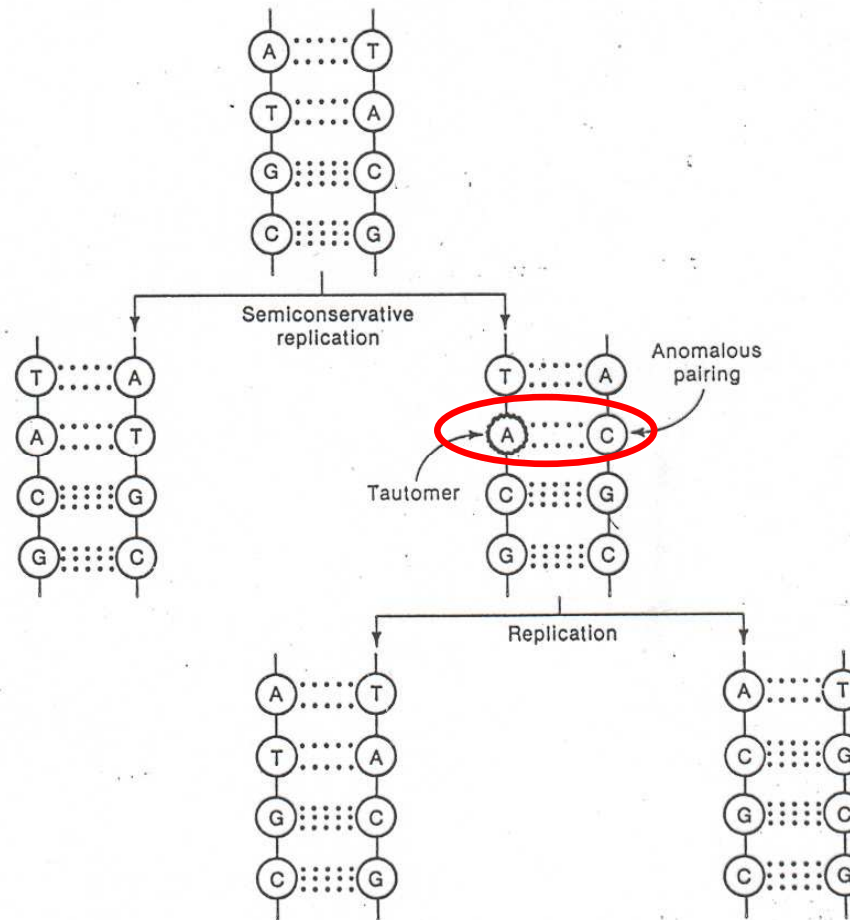 A T
T A
G C
C G
Semiconservative
replication
T A
A T
C G
G C
T A
A C
C G
G C
Anomalous
pairing
Tautomer
Replication
A T
T A
G C
C G
A T
C G
G C
C G